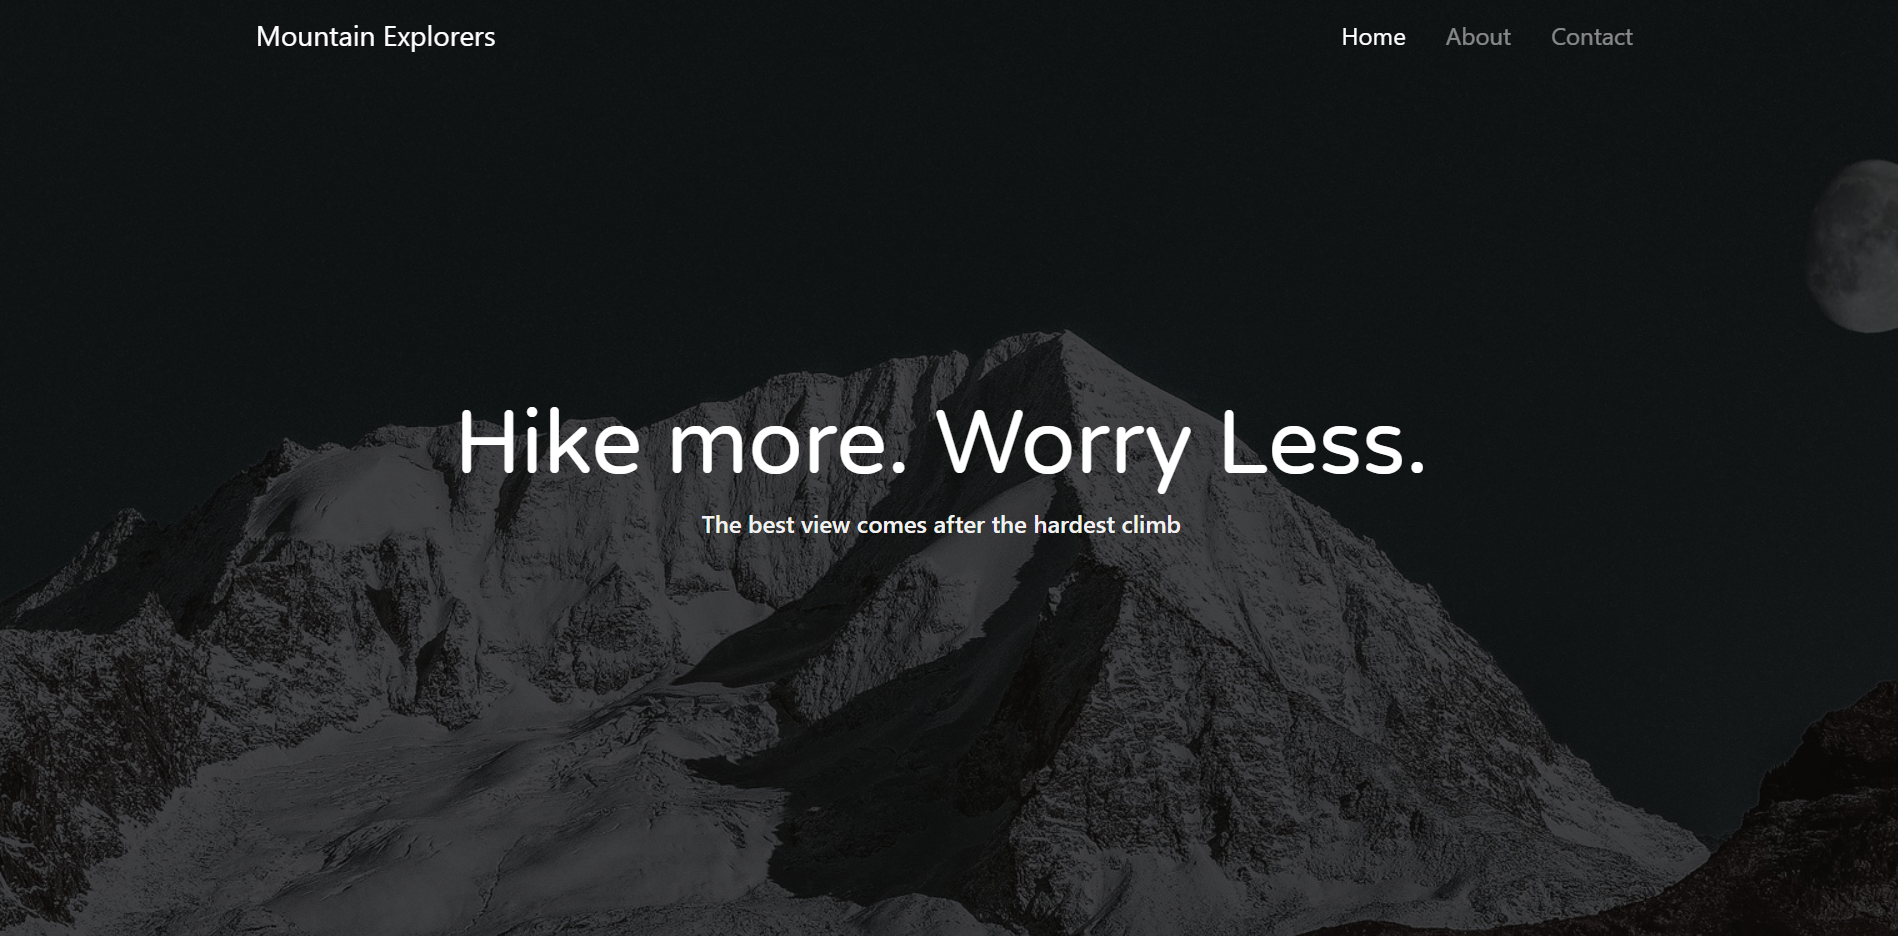 Mountain Explorers
Home About Contact
Hike more. Worry Less.
The best view comes after the hardest climb